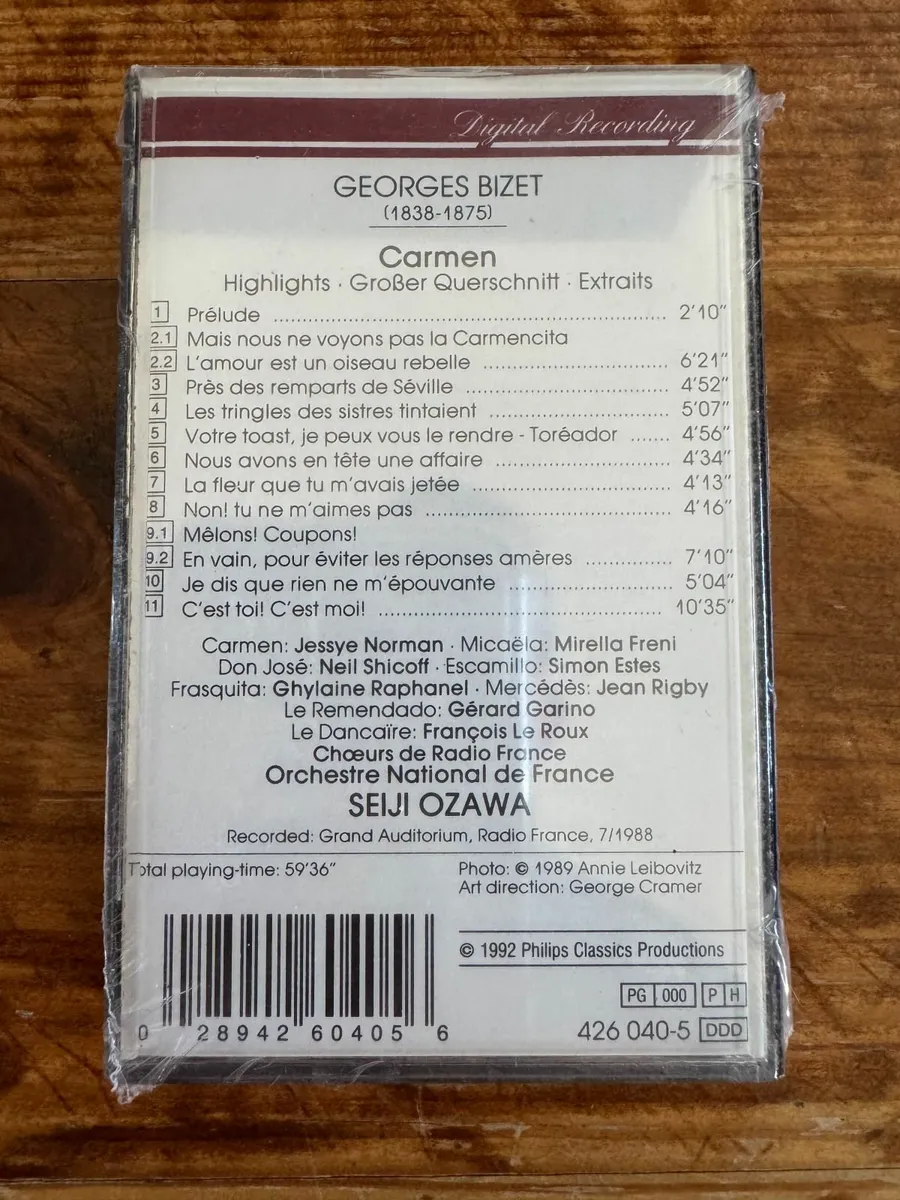 Digital Recording
GEORGES BIZET
(1838-1875)
Carmen
Highlights · Großer Querschnitt · Extraits
1 Prélude ........ 2'10"
2.1 Mais nous ne voyons pas la Carmencita
2.2 L'amour est un oiseau rebelle ........ 6'21"
3 Près des remparts de Séville ........ 4'52"
4 Les tringles des sistres tintaient ........ 5'07"
5 Votre toast, je peux vous le rendre - Toréador ....... 4'56"
6 Nous avons en tête une affaire ........ 4'34"
7 La fleur que tu m'avais jetée ........ 4'13"
8 Non! tu ne m'aimes pas ........ 4'16"
9.1 Mêlons! Coupons!
9.2 En vain, pour éviter les réponses amères ........ 7'10"
10 Je dis que rien ne m'épouvante ........ 5'04"
11 C'est toi! C'est moi! ........ 10'35"
Carmen: Jessye Norman · Micaëla: Mirella Freni
Don José: Neil Shicoff · Escamillo: Simon Estes
Frasquita: Ghylaine Raphanel · Mercédès: Jean Rigby
Le Remendado: Gérard Garino
Le Dancaïre: François Le Roux
Chœurs de Radio France
Orchestre National de France
SEIJI OZAWA
Recorded: Grand Auditorium, Radio France, 7/1988
Total playing-time: 59'36"
Photo: © 1989 Annie Leibovitz
Art direction: George Cramer
© 1992 Philips Classics Productions
PG 000 P H
0 28942 60405 6
426 040-5 DDD